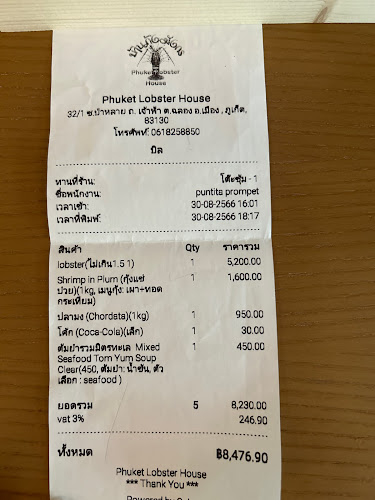 บ้านกุ้งมังกร
Phuket Lobster
House
Phuket Lobster House
32/1 ซ.ป่าหลาย ถ. เจ้าฟ้า ต.ฉลอง อ.เมือง , ภูเก็ต,
83130
โทรศัพท์: 0618258850
บิล
ทานที่ร้าน: โต๊ะซุ้ม - 1
ชื่อพนักงาน: puntita prompet
เวลาเข้า: 30-08-2566 16:01
เวลาที่พิมพ์: 30-08-2566 18:17
สินค้า Qty ราคารวม
lobster(ไม่เกิน1.5 1) 1 5,200.00
Shrimp in Plum (กุ้งแช่ 1 1,600.00
บ๊วย)(1kg, เมนูกุ้ง: เผา+ทอด
กระเทียม)
ปลามง (Chordata)(1kg) 1 950.00
โค้ก (Coca-Cola)(เล็ก) 1 30.00
ต้มยำรวมมิตรทะเล Mixed 1 450.00
Seafood Tom Yum Soup
Clear(450, ต้มยำ: น้ำข้น, ตัว
เลือก : seafood )
ยอดรวม 5 8,230.00
vat 3% 246.90
ทั้งหมด ฿8,476.90
Phuket Lobster House
*** Thank You ***
Powered by